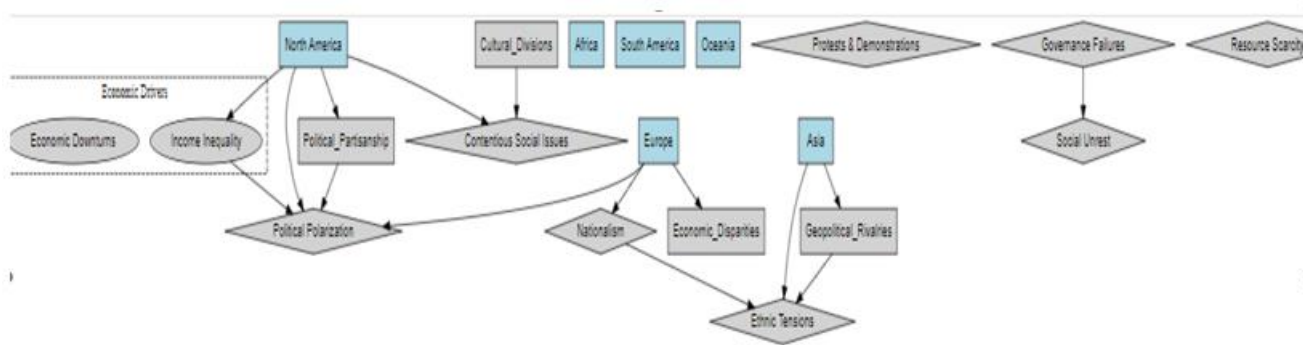 North America
Cultural_Divisions
Africa
South America
Oceania
Protests & Demonstrations
Governance Failures
Resource Scarcity
Economic Drivers
Economic Downturns
Income Inequality
Political_Partisanship
Contentious Social Issues
Europe
Asia
Social Unrest
Political Polarization
Nationalism
Economic_Disparities
Geopolitical_Rivalries
Ethnic Tensions